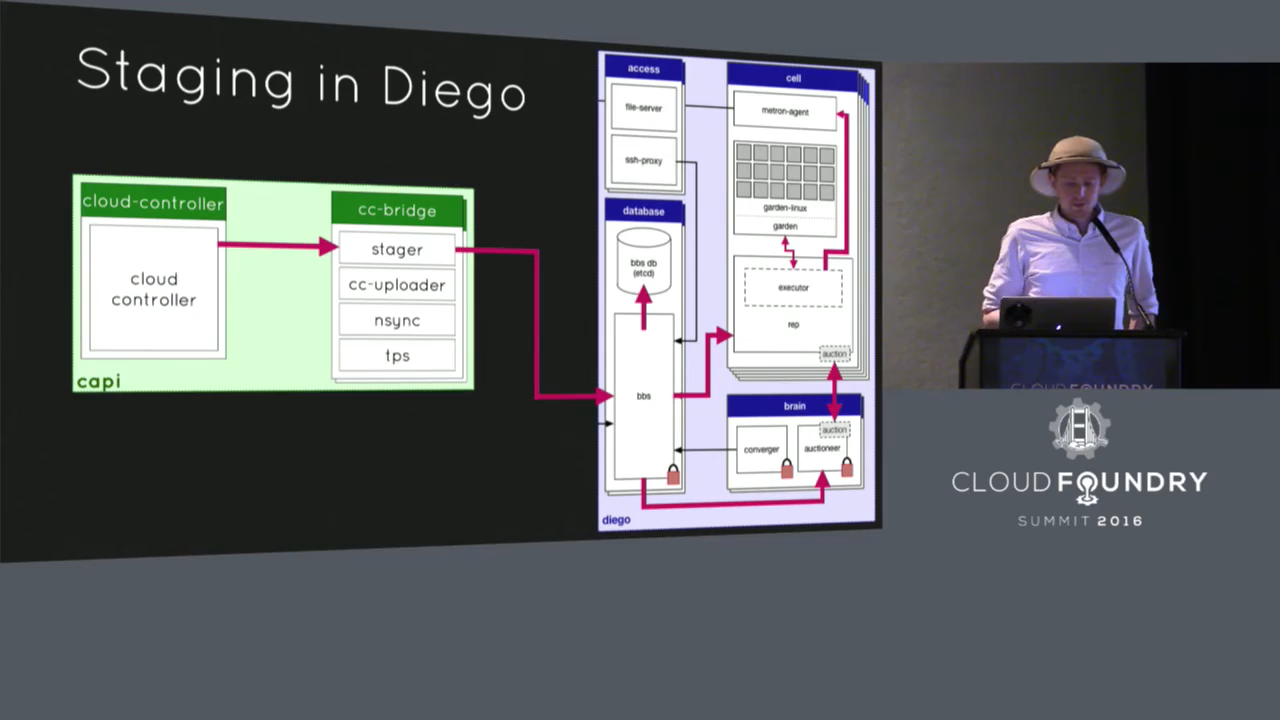 Staging in Diego
cloud-controller
cloud
controller
capi
cc-bridge
stager
cc-uploader
nsync
tps
access
file-server
ssh-proxy
database
bbs db
(etcd)
bbs
diego
cell
metron-agent
garden-linux
garden
executor
rep
auction
brain
converger
auction
auctioneer
CLOUD FOUNDRY
CLOUD FOUNDRY
SUMMIT 2016